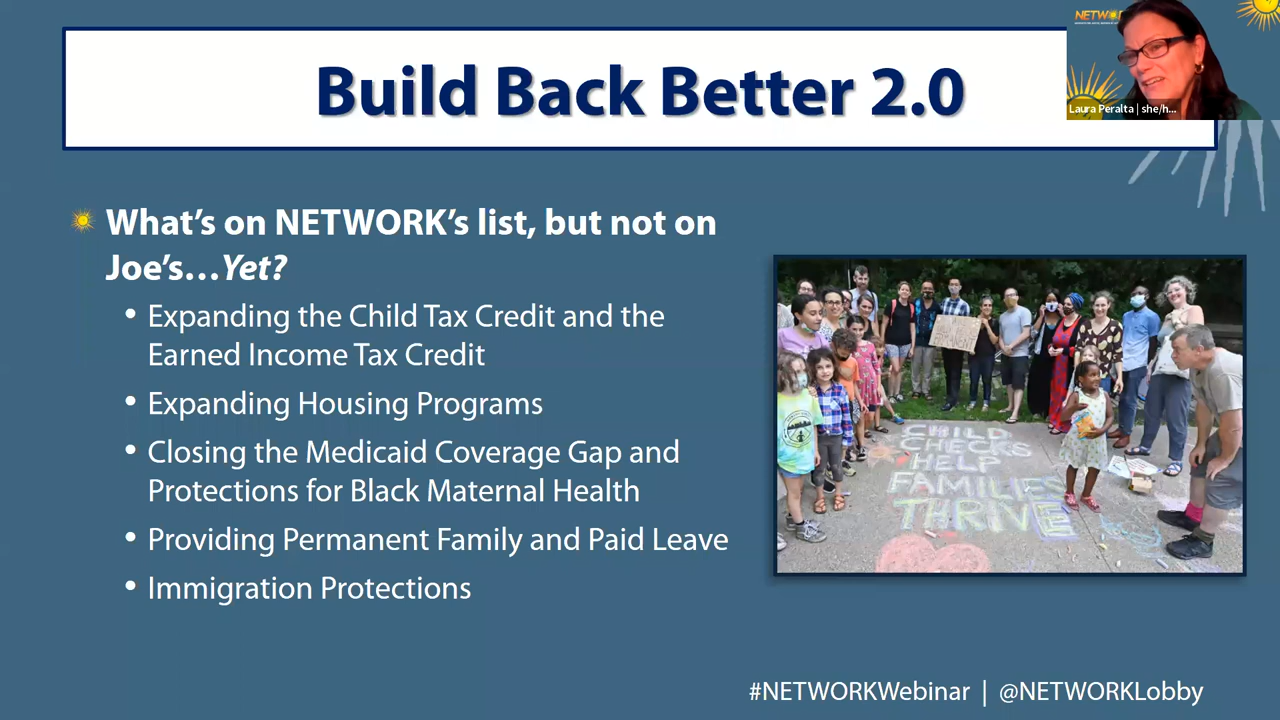 Build Back Better 2.0
Laura Peralta | she/h...
What's on NETWORK's list, but not on
Joe's...Yet?
• Expanding the Child Tax Credit and the
Earned Income Tax Credit
• Expanding Housing Programs
• Closing the Medicaid Coverage Gap and
Protections for Black Maternal Health
• Providing Permanent Family and Paid Leave
• Immigration Protections
CHILD
CHECKS
HELP
FAMILIES
THRIVE
#NETWORKWebinar | @NETWORKLobby